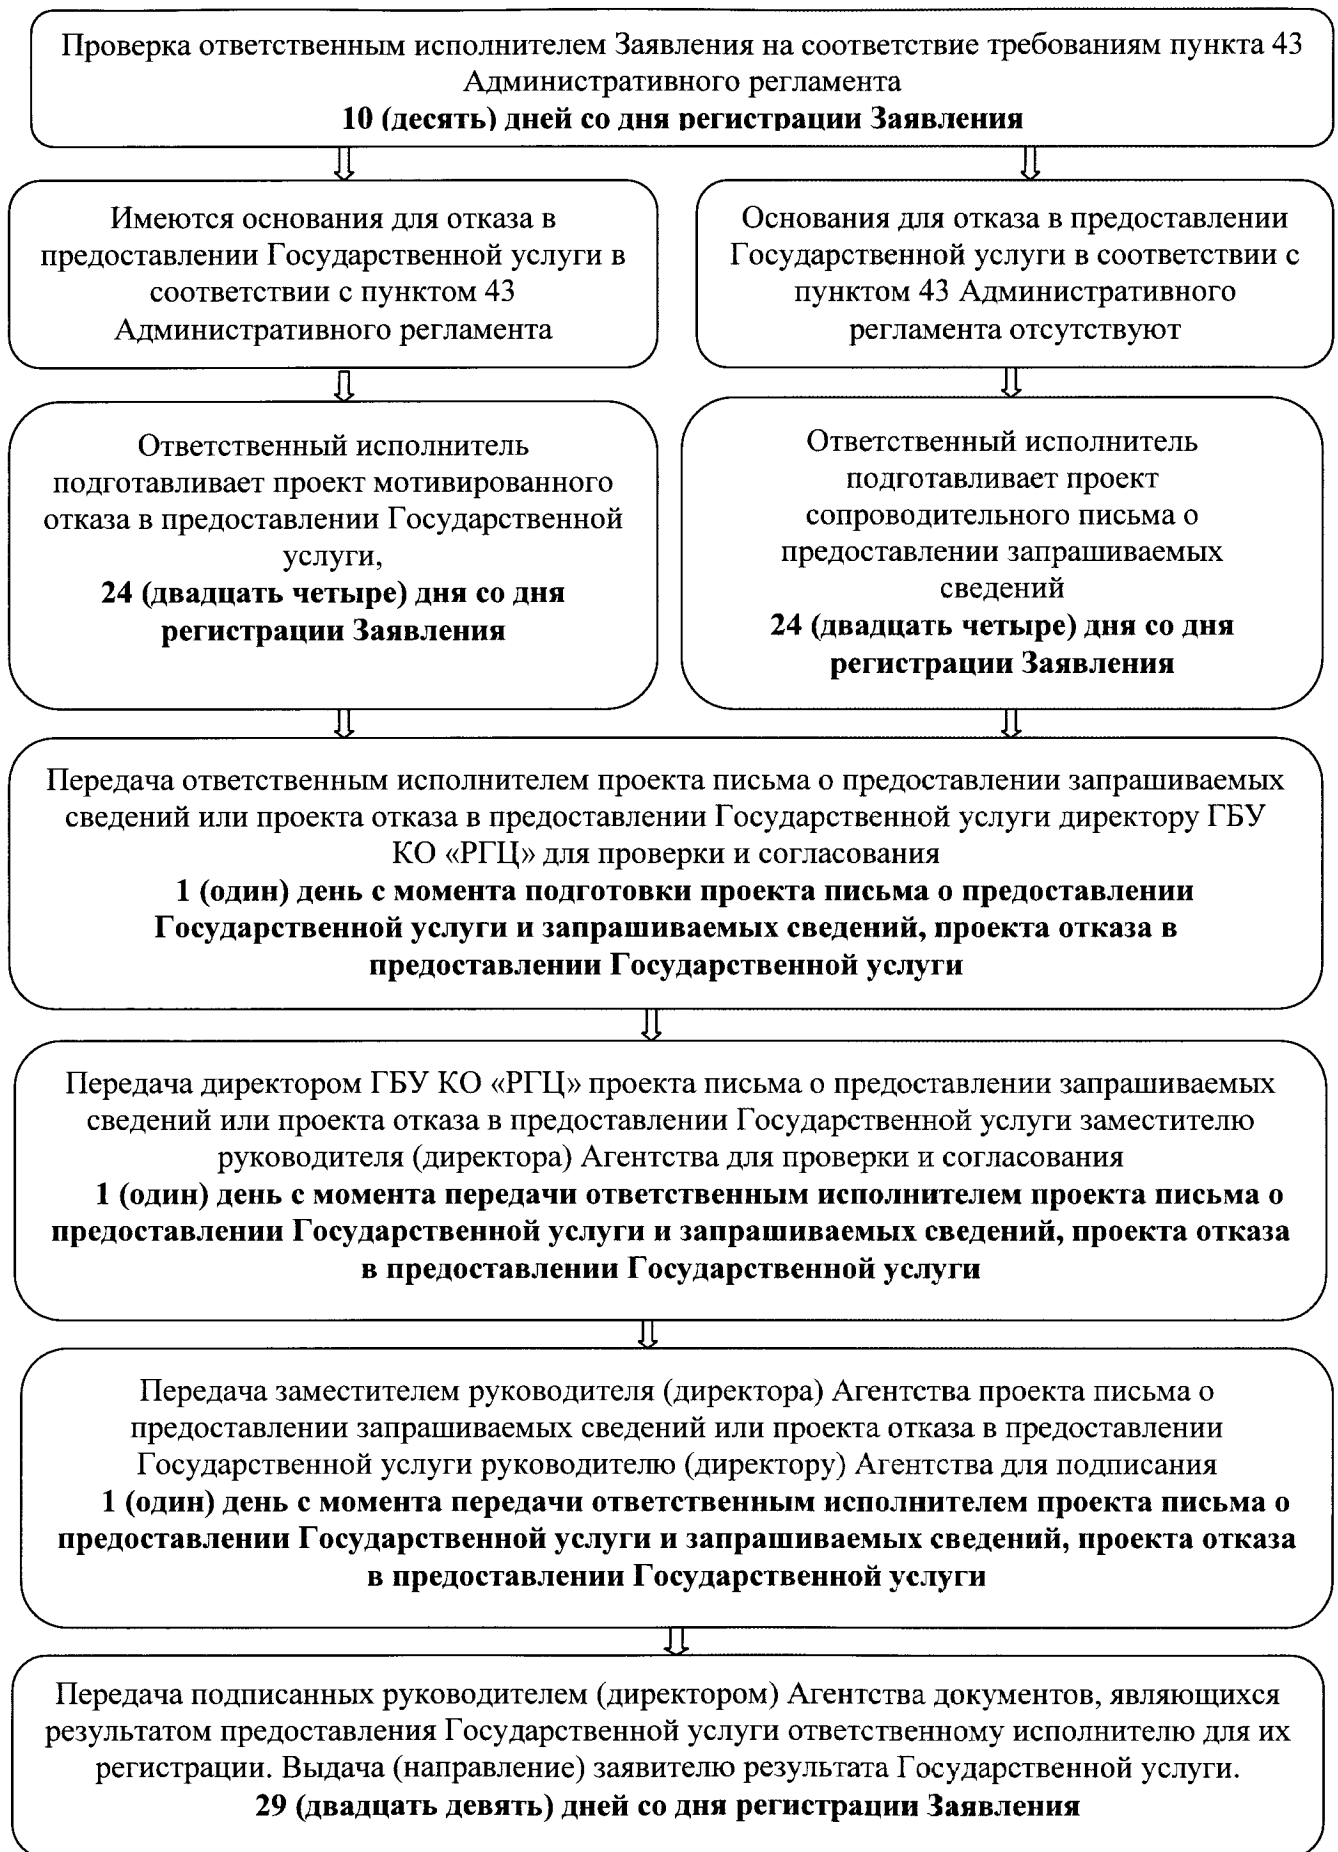 Проверка ответственным исполнителем Заявления на соответствие требованиям пункта 43
Административного регламента
10 (десять) дней со дня регистрации Заявления
Имеются основания для отказа в
предоставлении Государственной услуги в
соответствии с пунктом 43
Административного регламента
Основания для отказа в предоставлении
Государственной услуги в соответствии с
пунктом 43 Административного
регламента отсутствуют
Ответственный исполнитель
подготавливает проект мотивированного
отказа в предоставлении Государственной
услуги,
24 (двадцать четыре) дня со дня
регистрации Заявления
Ответственный исполнитель
подготавливает проект
сопроводительного письма о
предоставлении запрашиваемых
сведений
24 (двадцать четыре) дня со дня
регистрации Заявления
Передача ответственным исполнителем проекта письма о предоставлении запрашиваемых
сведений или проекта отказа в предоставлении Государственной услуги директору ГБУ
КО «РГЦ» для проверки и согласования
1 (один) день с момента подготовки проекта письма о предоставлении
Государственной услуги и запрашиваемых сведений, проекта отказа в
предоставлении Государственной услуги
Передача директором ГБУ КО «РГЦ» проекта письма о предоставлении запрашиваемых
сведений или проекта отказа в предоставлении Государственной услуги заместителю
руководителя (директора) Агентства для проверки и согласования
1 (один) день с момента передачи ответственным исполнителем проекта письма о
предоставлении Государственной услуги и запрашиваемых сведений, проекта отказа
в предоставлении Государственной услуги
Передача заместителем руководителя (директора) Агентства проекта письма о
предоставлении запрашиваемых сведений или проекта отказа в предоставлении
Государственной услуги руководителю (директору) Агентства для подписания
1 (один) день с момента передачи ответственным исполнителем проекта письма о
предоставлении Государственной услуги и запрашиваемых сведений, проекта отказа
в предоставлении Государственной услуги
Передача подписанных руководителем (директором) Агентства документов, являющихся
результатом предоставления Государственной услуги ответственному исполнителю для их
регистрации. Выдача (направление) заявителю результата Государственной услуги.
29 (двадцать девять) дней со дня регистрации Заявления